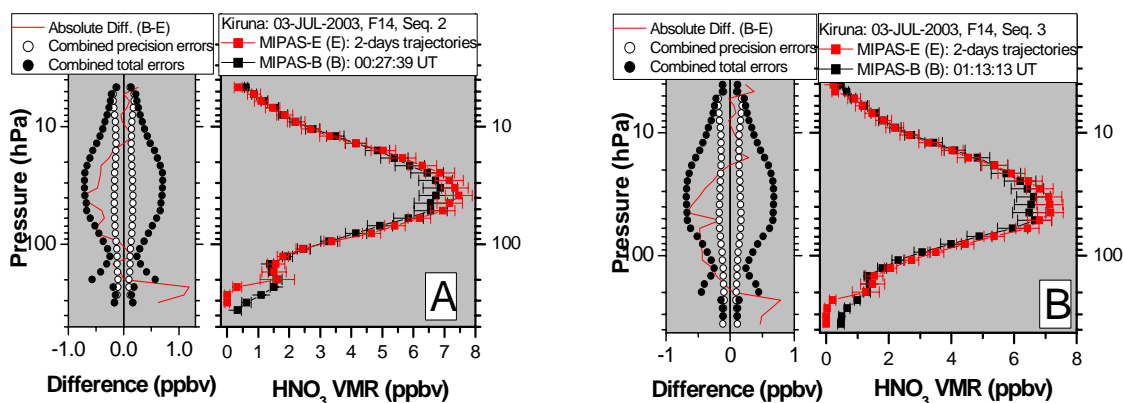 Absolute Diff. (B-E)
Combined precision errors
Combined total errors
Kiruna: 03-JUL-2003, F14, Seq. 2
MIPAS-E (E): 2-days trajectories
MIPAS-B (B): 00:27:39 UT
Pressure (hPa)
10
100
10
100
A
-1.0 0.0 1.0
0 1 2 3 4 5 6 7 8
Difference (ppbv)
HNO₃ VMR (ppbv)
Absolute Diff. (B-E)
Combined precision errors
Combined total errors
Kiruna: 03-JUL-2003, F14, Seq. 3
MIPAS-E (E): 2-days trajectories
MIPAS-B (B): 01:13:13 UT
Pressure (hPa)
10
100
10
100
B
-1 0 1
0 2 4 6 8
Difference (ppbv)
HNO₃ VMR (ppbv)